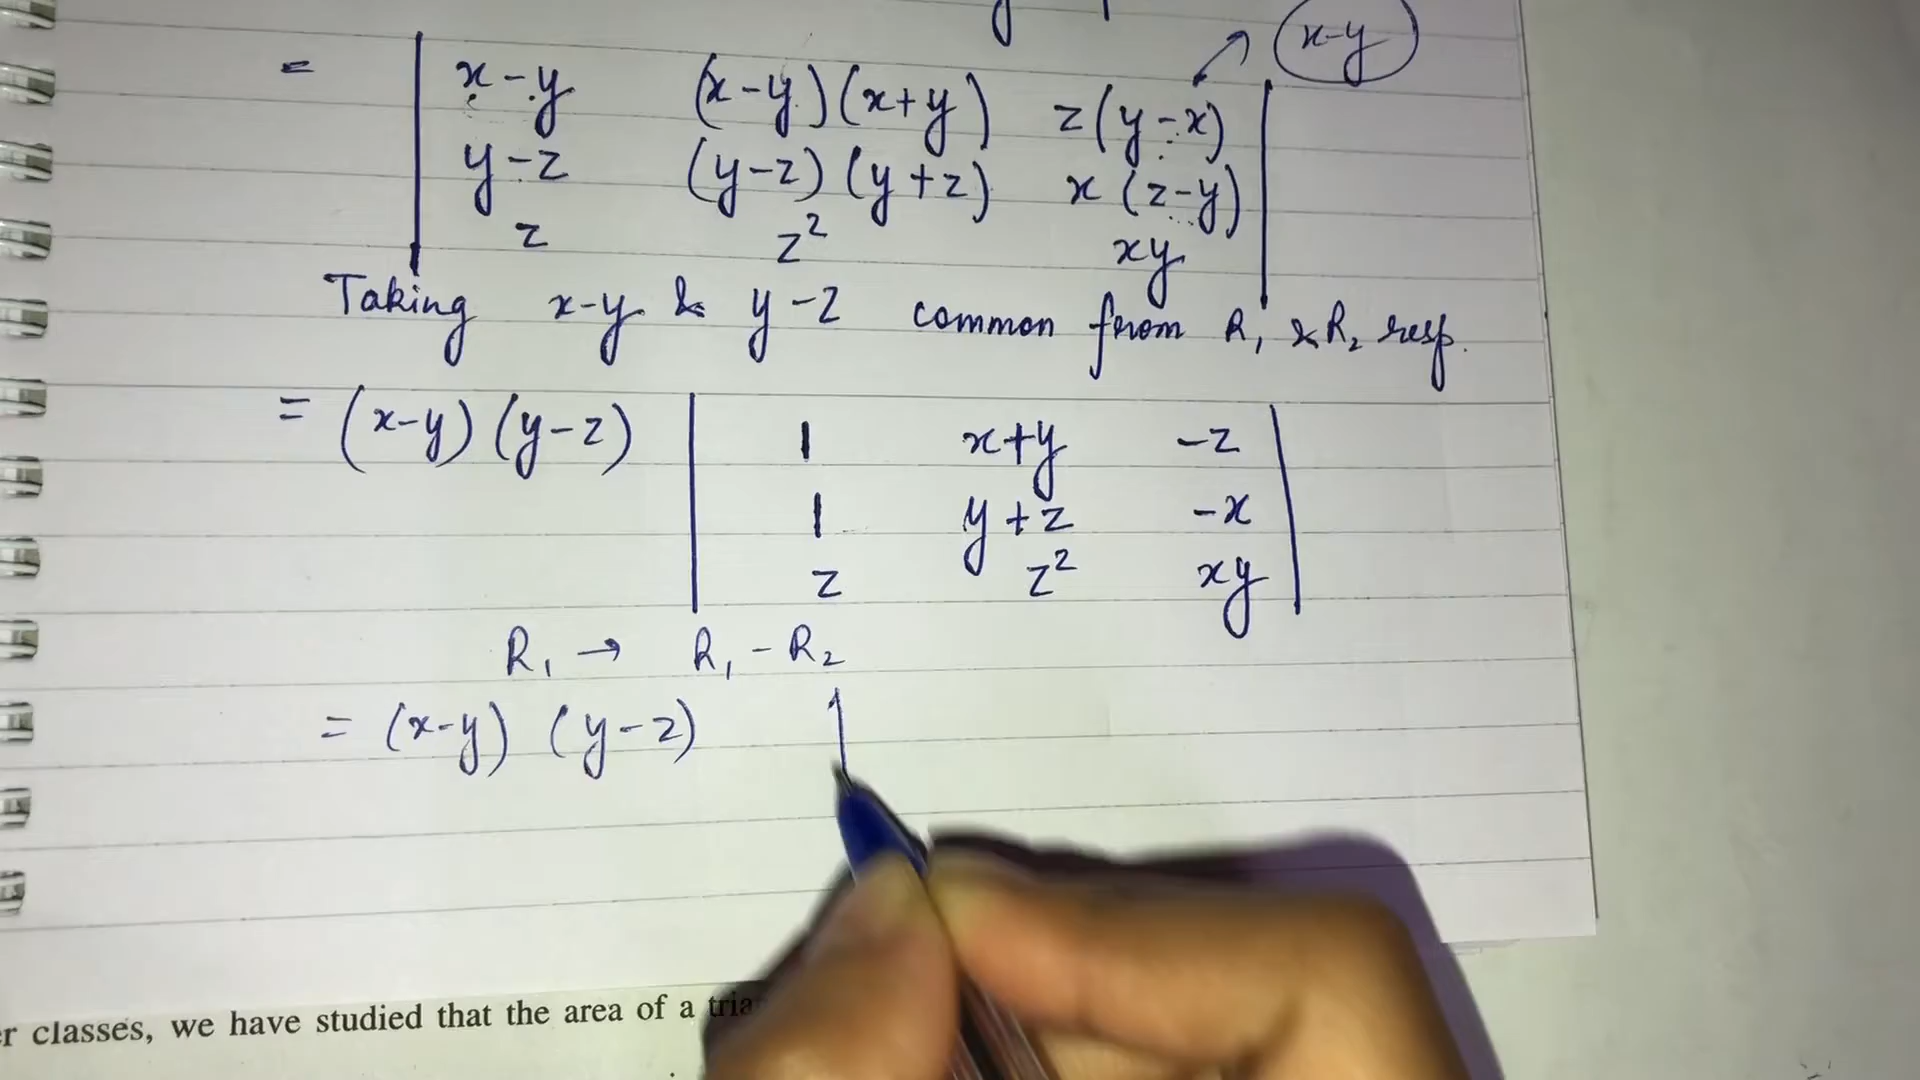 x-y
= | x-y (x-y)(x+y) z(y-x) |
y-z (y-z)(y+z) x(z-y)
z z² xy
Taking x-y & y-z common from R₁ & R₂ resp.
= (x-y)(y-z) | 1 x+y -z |
1 y+z -x
z z² xy
R₁ → R₁ - R₂
= (x-y) (y-z) |
r classes, we have studied that the area of a